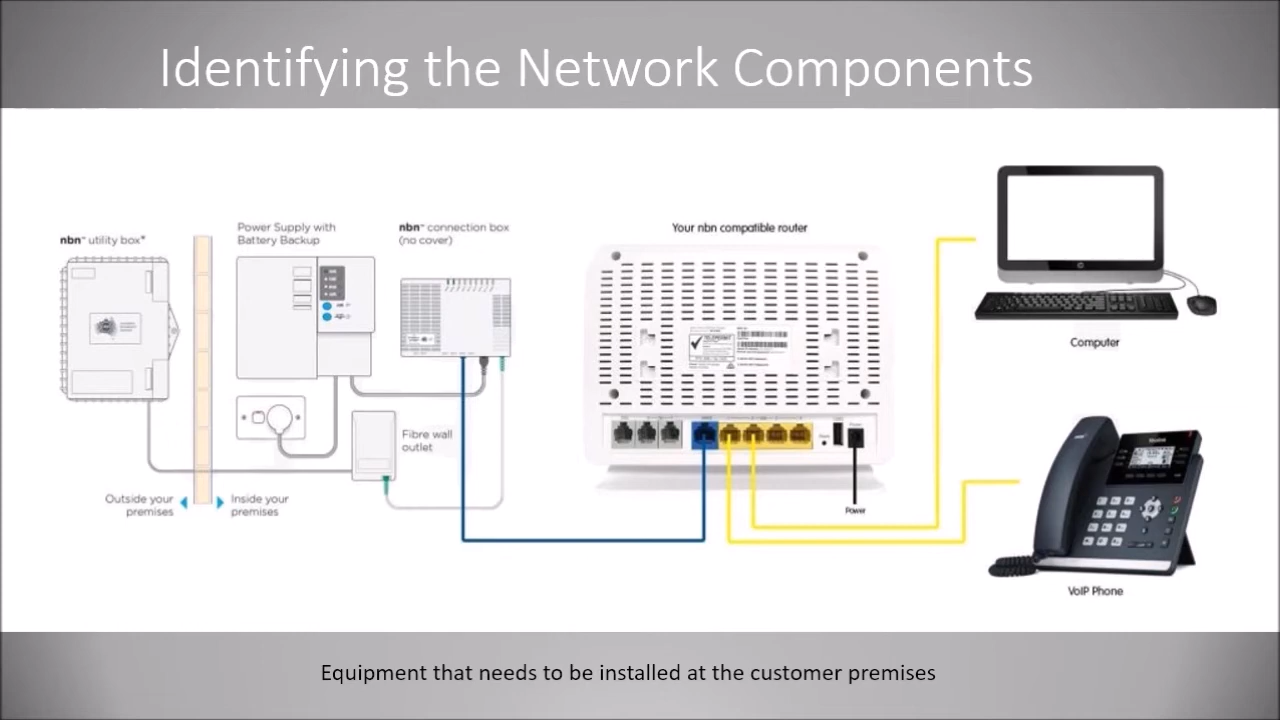 Identifying the Network Components
nbn™ utility box*
Power Supply with
Battery Backup
nbn™ connection box
(no cover)
Your nbn compatible router
Computer
Fibre wall
outlet
Outside your
premises
Inside your
premises
Power
VoIP Phone
Equipment that needs to be installed at the customer premises